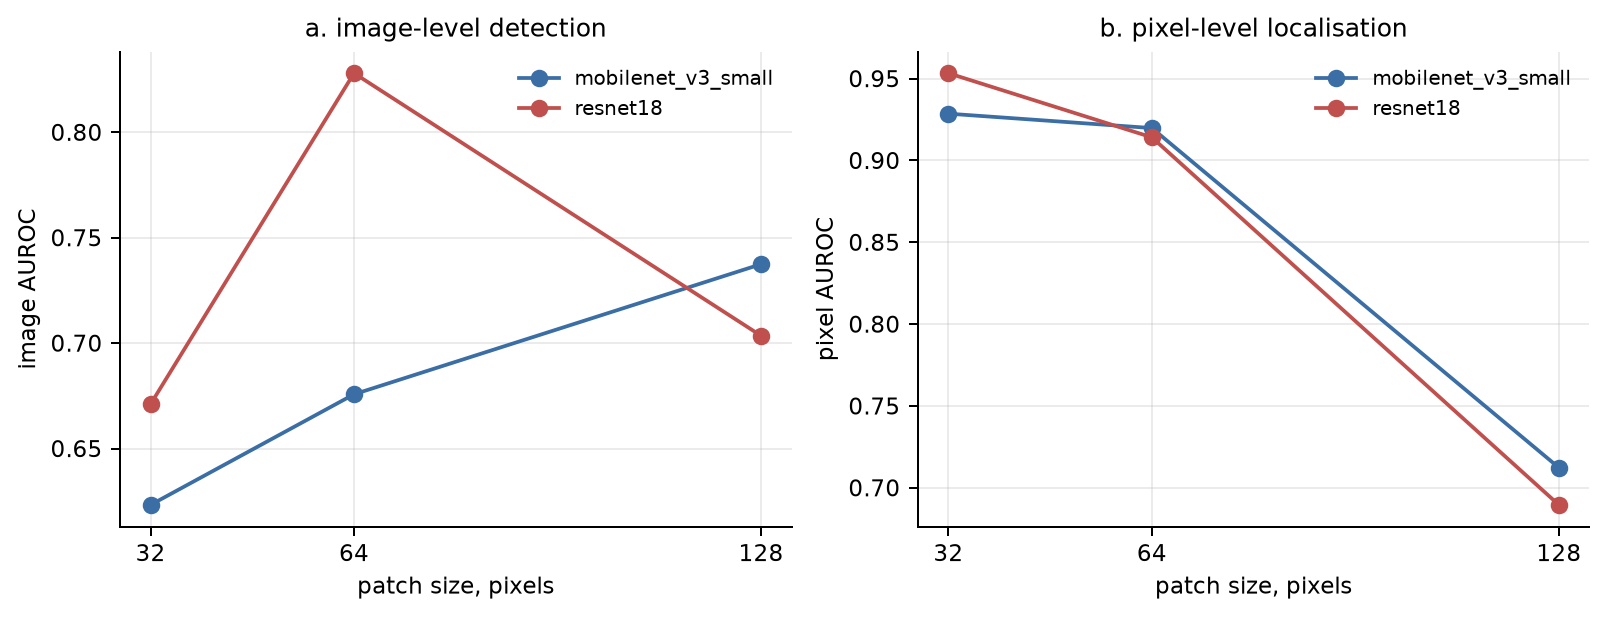 a. image-level detection
mobilenet_v3_small
resnet18
0.80
0.75
0.70
0.65
image AUROC
32
64
128
patch size, pixels
b. pixel-level localisation
mobilenet_v3_small
resnet18
0.95
0.90
0.85
0.80
0.75
0.70
pixel AUROC
32
64
128
patch size, pixels